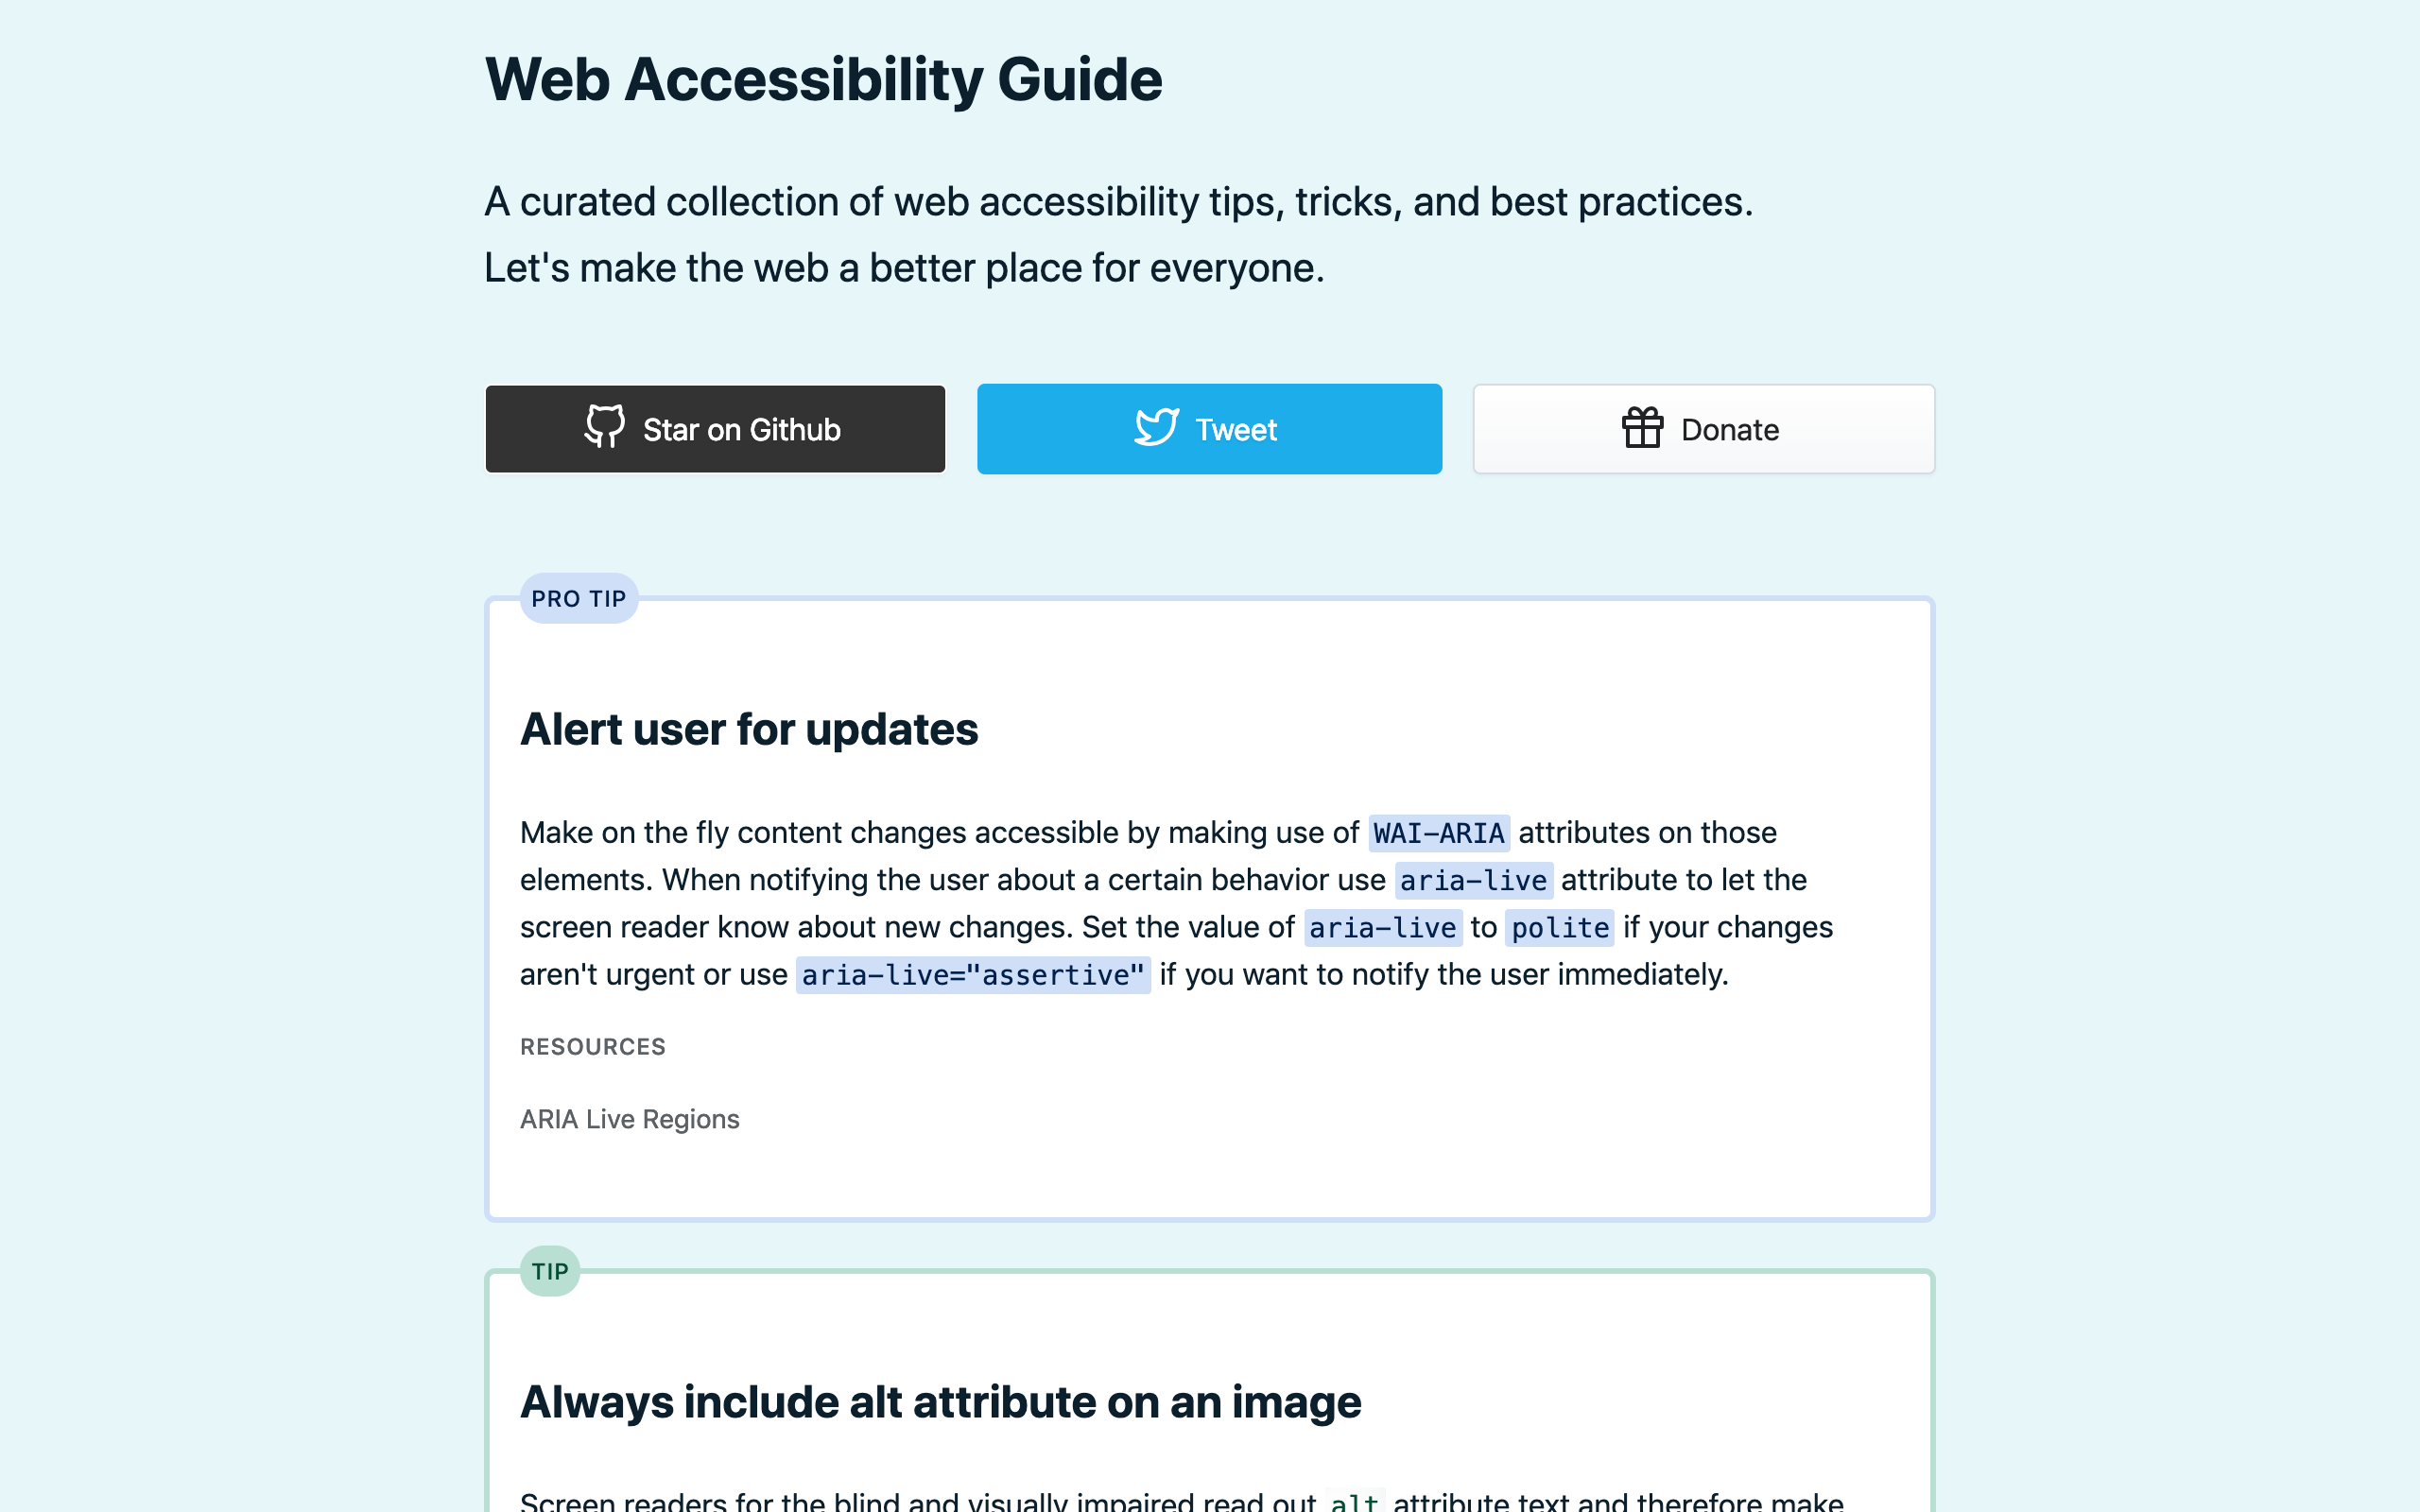 Web Accessibility Guide
A curated collection of web accessibility tips, tricks, and best practices.
Let's make the web a better place for everyone.
Star on Github
Tweet
Donate
PRO TIP
Alert user for updates
Make on the fly content changes accessible by making use of WAI-ARIA attributes on those
elements. When notifying the user about a certain behavior use aria-live attribute to let the
screen reader know about new changes. Set the value of aria-live to polite if your changes
aren't urgent or use aria-live="assertive" if you want to notify the user immediately.
RESOURCES
ARIA Live Regions
TIP
Always include alt attribute on an image
Screen readers for the blind and visually impaired read out alt attribute text and therefore make